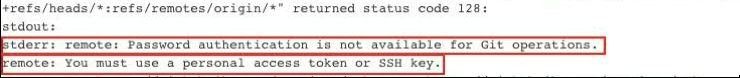 +refs/heads/*:refs/remotes/origin/*" returned status code 128:
stdout:
stderr: remote: Password authentication is not available for Git operations.
remote: You must use a personal access token or SSH key.